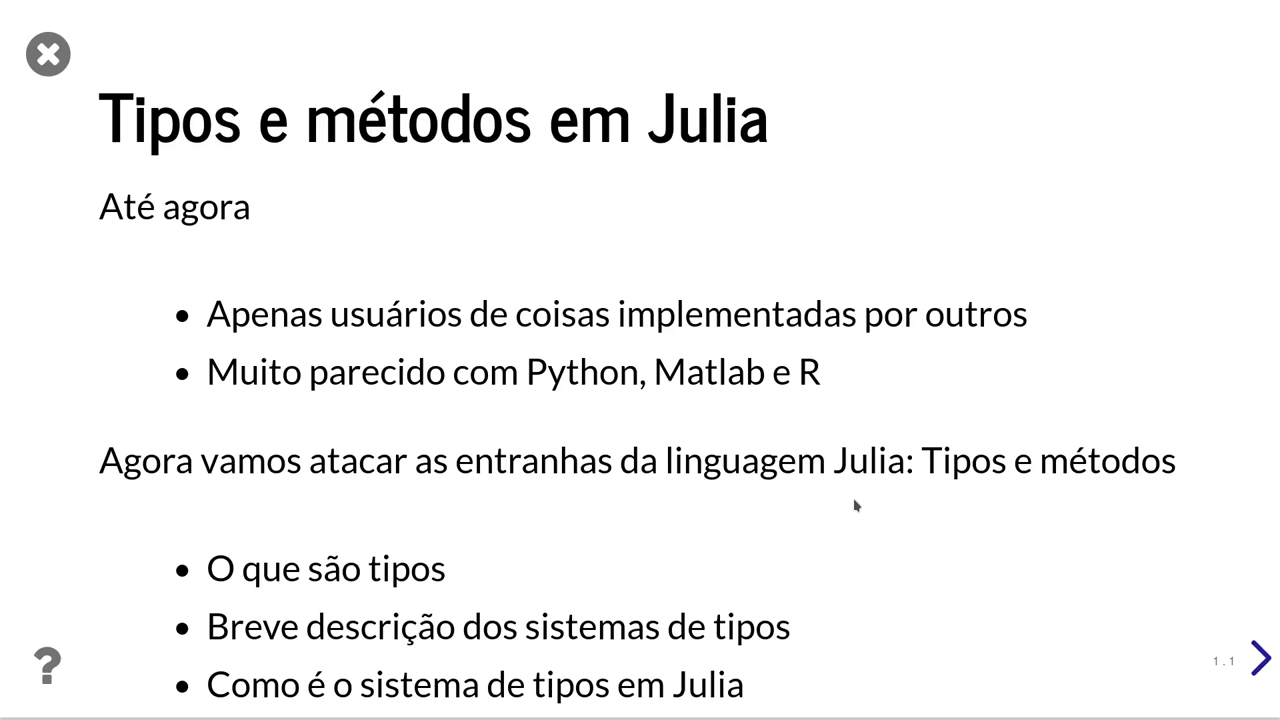 Tipos e métodos em Julia
Até agora
• Apenas usuários de coisas implementadas por outros
• Muito parecido com Python, Matlab e R
Agora vamos atacar as entranhas da linguagem Julia: Tipos e métodos
• O que são tipos
• Breve descrição dos sistemas de tipos
• Como é o sistema de tipos em Julia
?
1.1